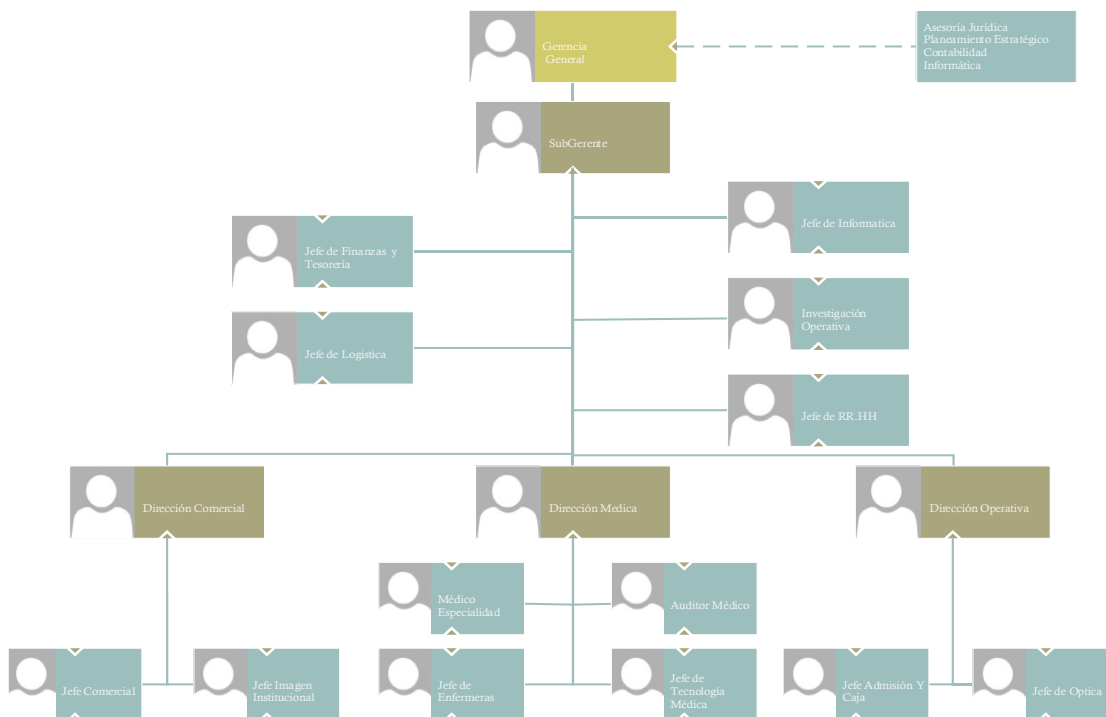 Gerencia
General
Asesoría Jurídica
Planeamiento Estratégico
Contabilidad
Informática
SubGerente
Jefe de Informatica
Jefe de Finanzas y
Tesorería
Investigación
Operativa
Jefe de Logística
Jefe de RR.HH
Dirección Comercial
Dirección Medica
Dirección Operativa
Médico
Especialidad
Auditor Médico
Jefe Comercial
Jefe Imagen
Institucional
Jefe de
Enfermeras
Jefe de
Tecnología
Médica
Jefe Admisión Y
Caja
Jefe de Optica